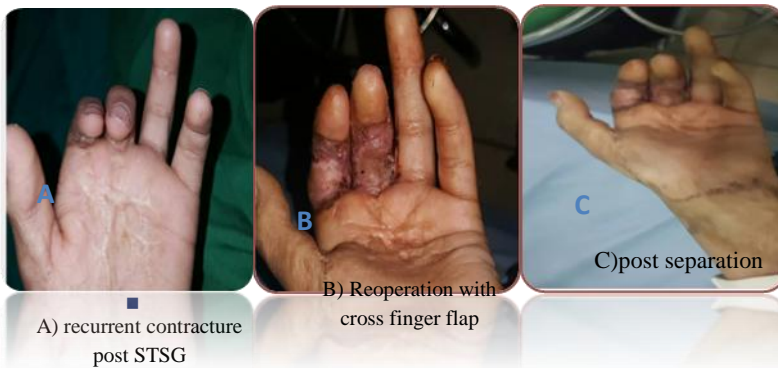 A
B
C
C)post separation
B) Reoperation with
cross finger flap
A) recurrent contracture
post STSG